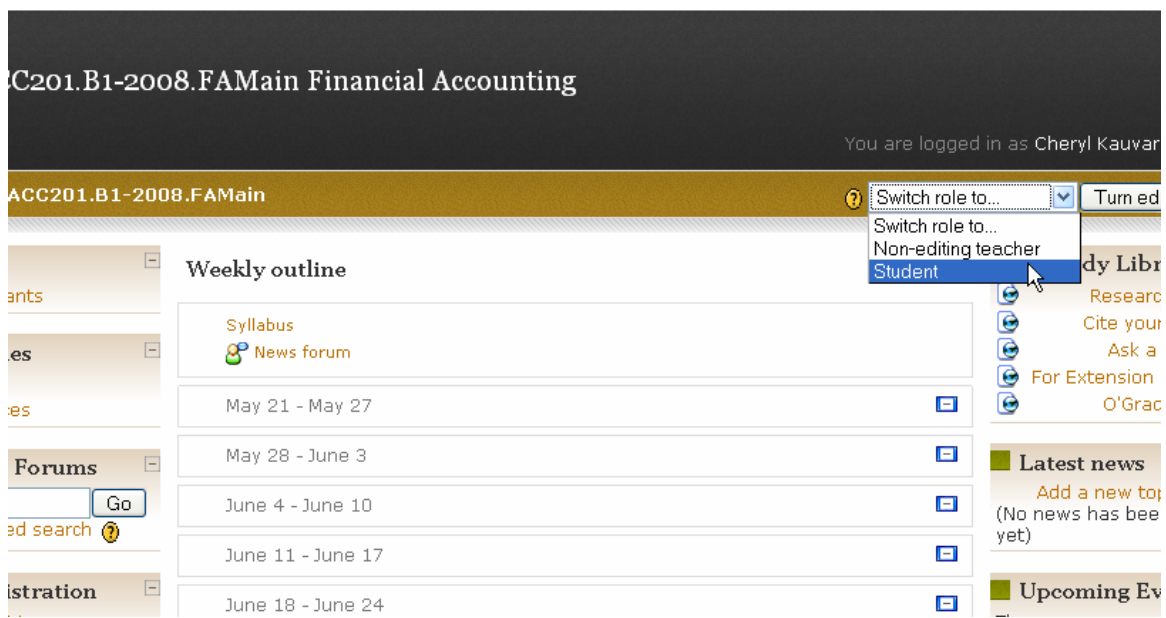 CC201.B1-2008.FAMain Financial Accounting
You are logged in as Cheryl Kauvar
ACC201.B1-2008.FAMain
Switch role to...
Turn ed
Switch role to...
Non-editing teacher
Student
ants
es
ces
Forums
Go
ed search
istration
Weekly outline
Syllabus
News forum
May 21 - May 27
May 28 - June 3
June 4 - June 10
June 11 - June 17
June 18 - June 24
dy Libr
Researc
Cite your
Ask a
For Extension
O'Grad
Latest news
Add a new top
(No news has bee
yet)
Upcoming Ev